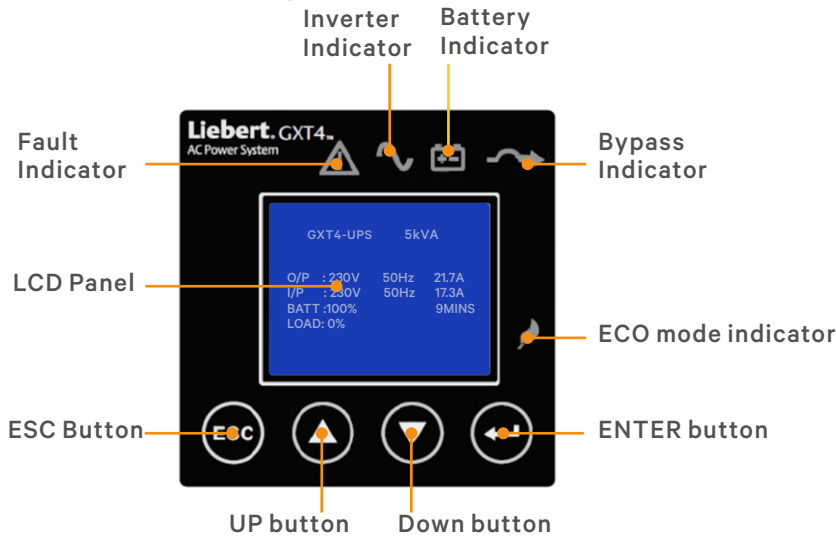 Inverter
Indicator
Battery
Indicator
Fault
Indicator
Liebert. GXT4™
AC Power System
Bypass
Indicator
LCD Panel
GXT4-UPS 5kVA
O/P : 230V 50Hz 21.7A
I/P : 230V 50Hz 17.3A
BATT :100% 9MINS
LOAD: 0%
ECO mode indicator
ESC Button
ESC
ENTER button
UP button
Down button